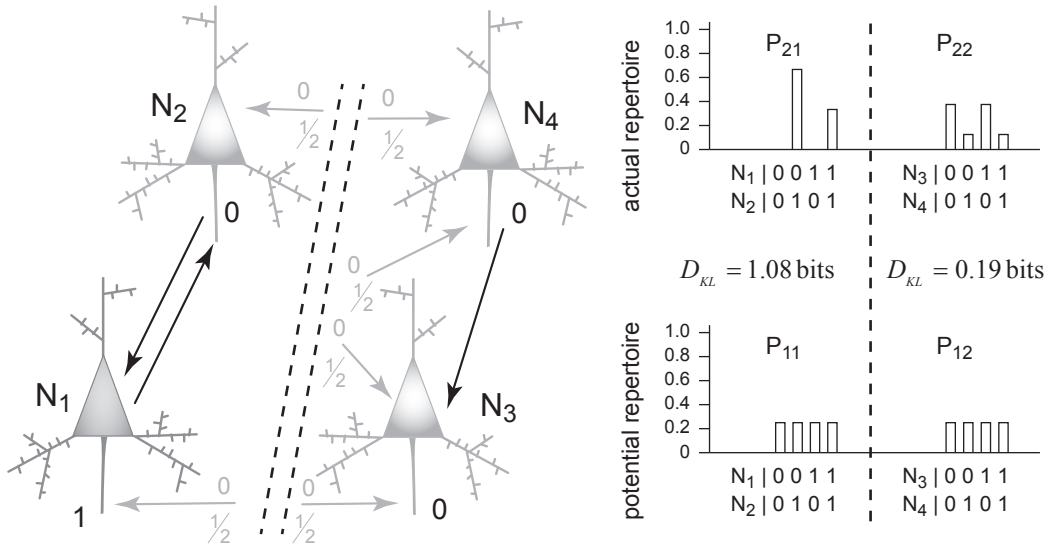 N2
0
1/2
0
0
1/2
N4
0
0
1/2
0
1/2
N1
1
0
1/2
0
1/2
N3
0
actual repertoire
1.0
0.8
0.6
0.4
0.2
0
P21
P22
N1 | 0 0 1 1
N2 | 0 1 0 1
N3 | 0 0 1 1
N4 | 0 1 0 1
DKL = 1.08 bits
DKL = 0.19 bits
potential repertoire
1.0
0.8
0.6
0.4
0.2
0
P11
P12
N1 | 0 0 1 1
N2 | 0 1 0 1
N3 | 0 0 1 1
N4 | 0 1 0 1